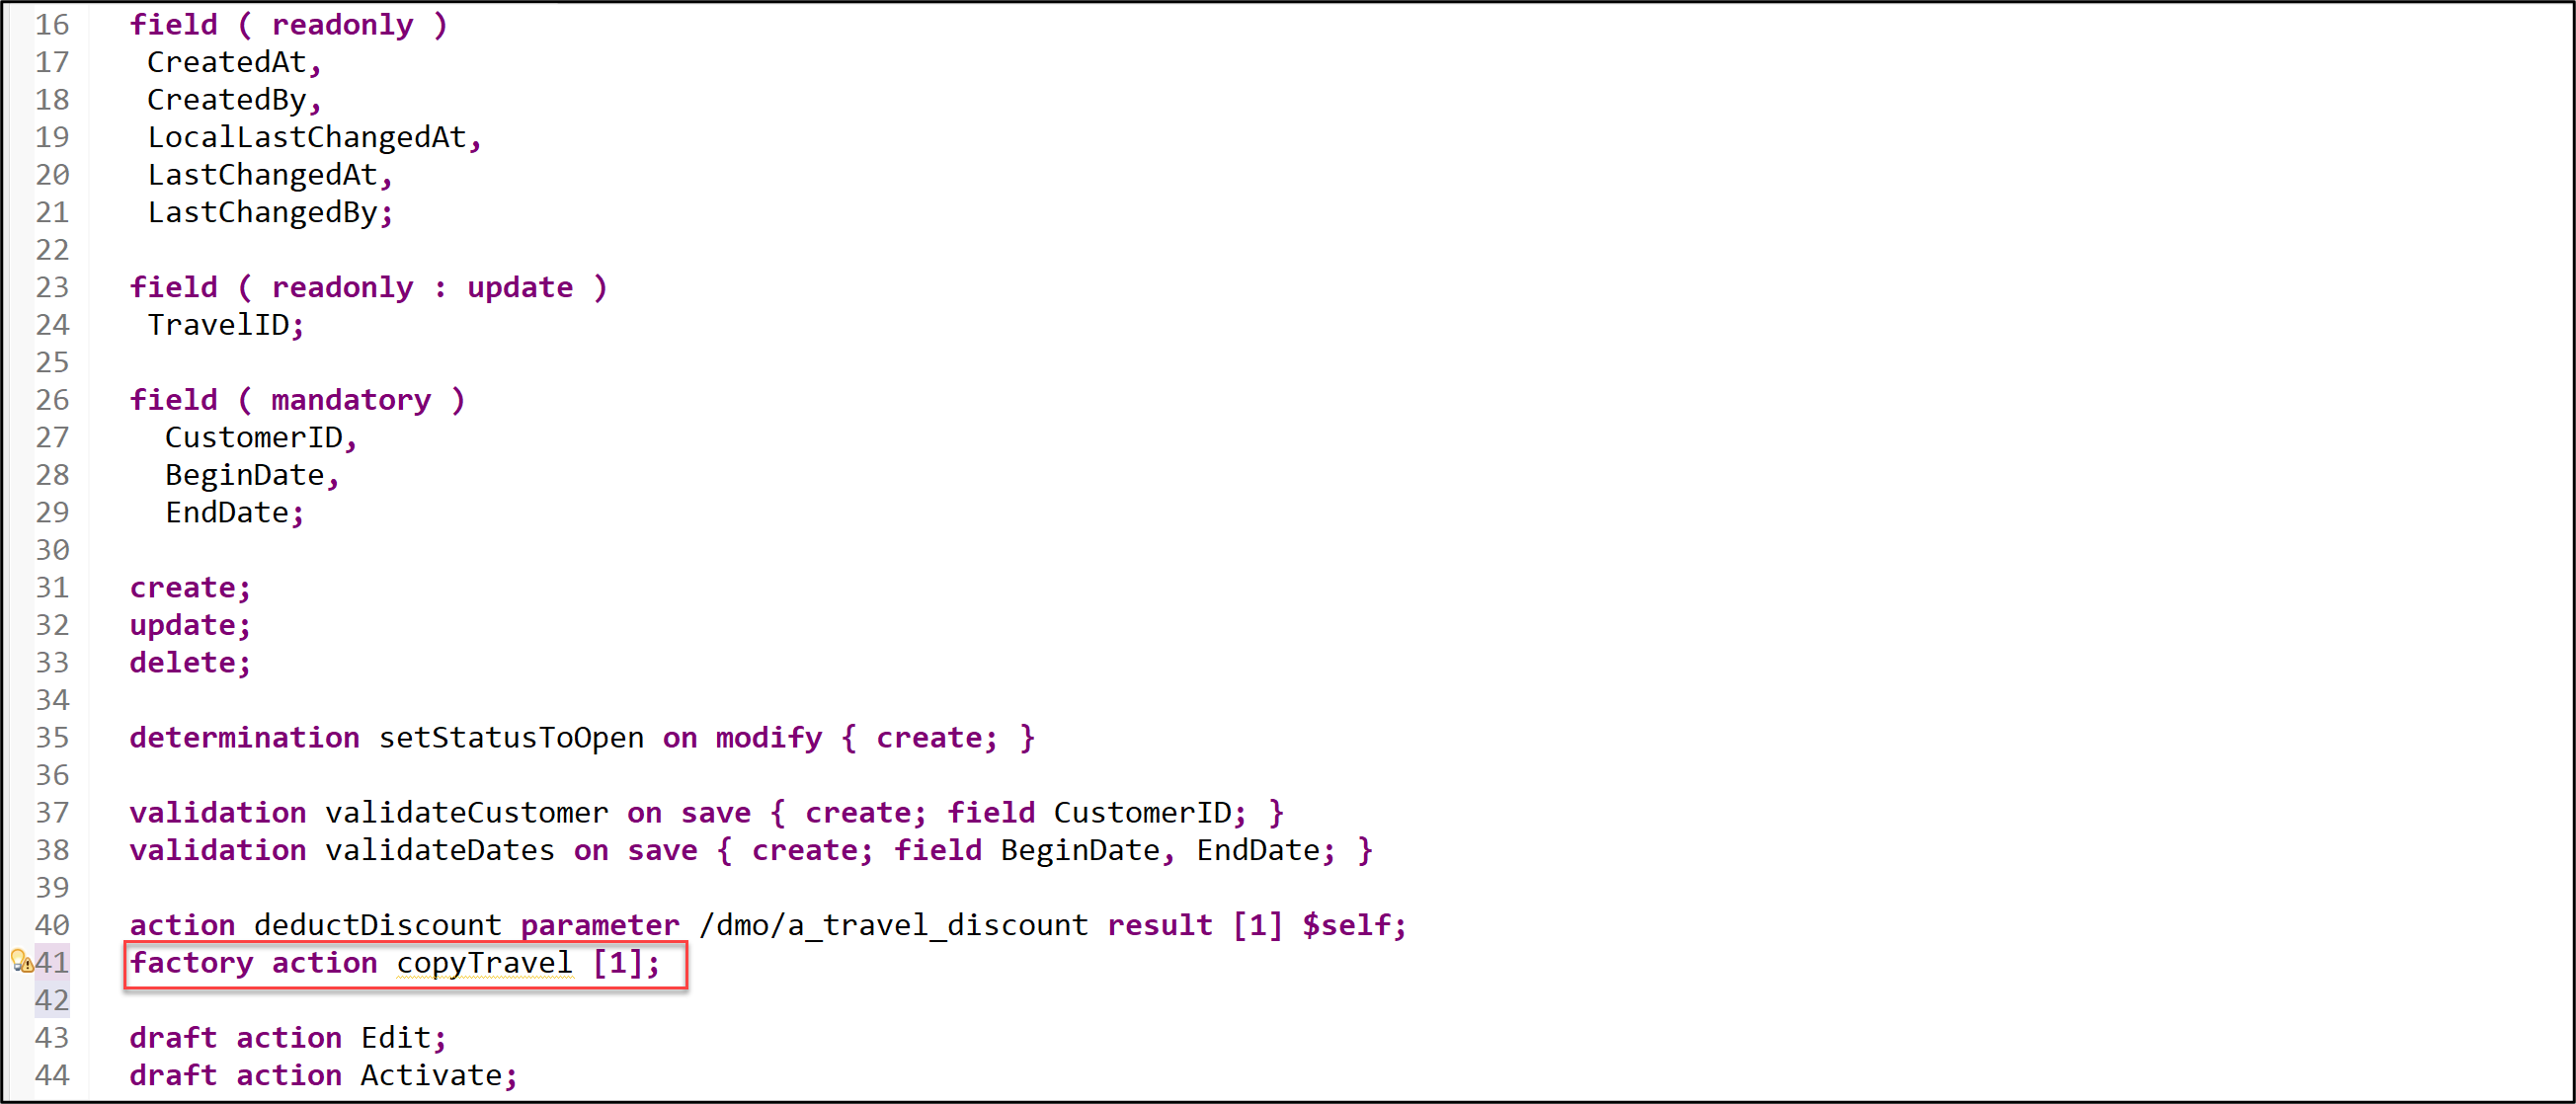 16 field ( readonly )
17 CreatedAt,
18 CreatedBy,
19 LocalLastChangedAt,
20 LastChangedAt,
21 LastChangedBy;
22
23 field ( readonly : update )
24 TravelID;
25
26 field ( mandatory )
27 CustomerID,
28 BeginDate,
29 EndDate;
30
31 create;
32 update;
33 delete;
34
35 determination setStatusToOpen on modify { create; }
36
37 validation validateCustomer on save { create; field CustomerID; }
38 validation validateDates on save { create; field BeginDate, EndDate; }
39
40 action deductDiscount parameter /dmo/a_travel_discount result [1] $self;
41 factory action copyTravel [1];
42
43 draft action Edit;
44 draft action Activate;